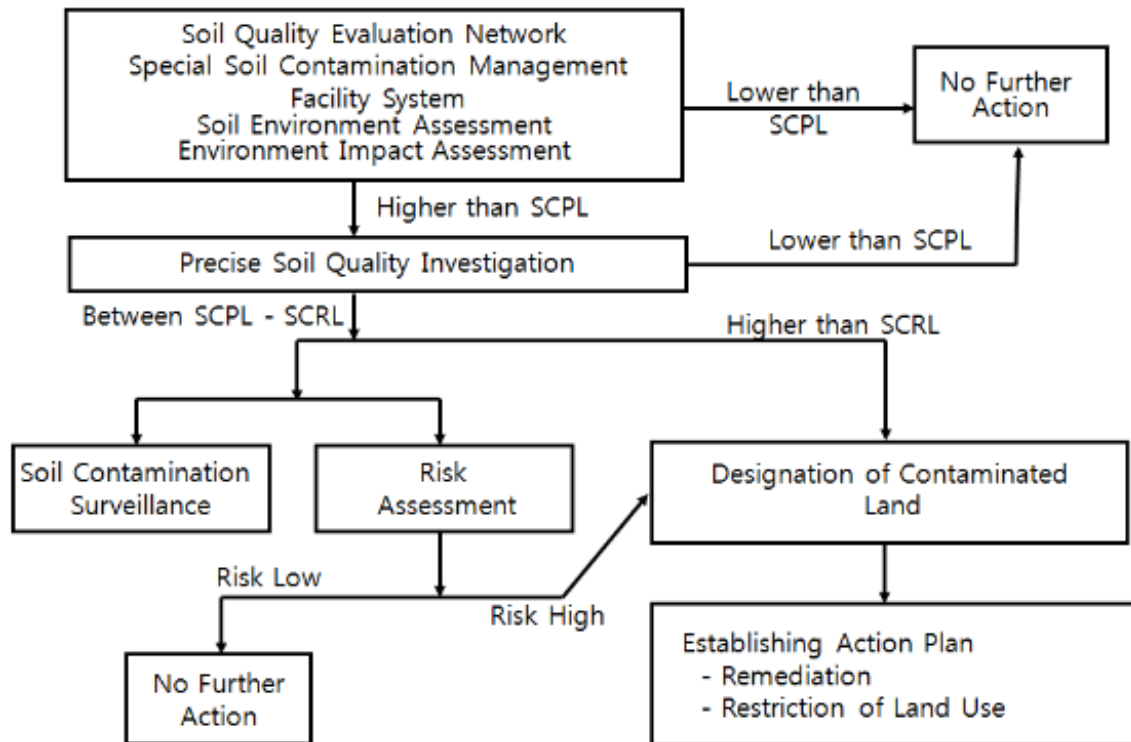 Soil Quality Evaluation Network
Special Soil Contamination Management
Facility System
Soil Environment Assessment
Environment Impact Assessment
Lower than
SCPL
No Further
Action
Higher than SCPL
Precise Soil Quality Investigation
Lower than SCPL
Between SCPL - SCRL
Higher than SCRL
Soil Contamination
Surveillance
Risk
Assessment
Designation of Contaminated
Land
Risk Low
Risk High
No Further
Action
Establishing Action Plan
- Remediation
- Restriction of Land Use